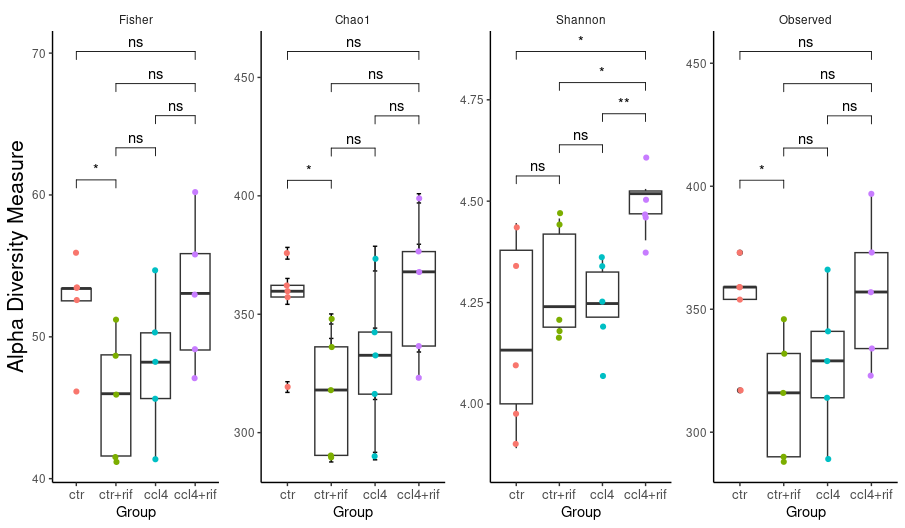 Fisher
Chao1
Shannon
Observed
Alpha Diversity Measure
70
60
50
40
ns
ns
ns
ns
*
ctr
ctr+rif
ccl4
ccl4+rif
Group
450
400
350
300
ns
ns
ns
ns
*
ctr
ctr+rif
ccl4
ccl4+rif
Group
4.75
4.50
4.25
4.00
*
*
**
ns
ns
ctr
ctr+rif
ccl4
ccl4+rif
Group
450
400
350
300
ns
ns
ns
ns
*
ctr
ctr+rif
ccl4
ccl4+rif
Group